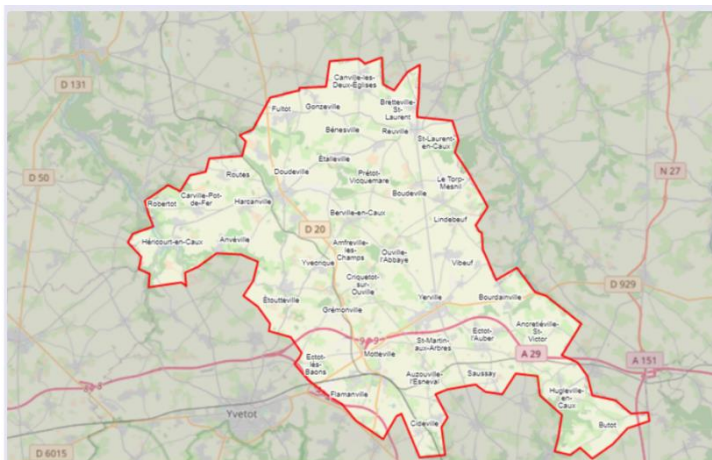 Canville-les-
Deux-Églises
D 131
Bretteville-
St-
Laurent
Fultot
Gonzeville
Bénesville
Reuville
St-Laurent-
en-Caux
Étalleville
Doudeville
Prétot-
Vicquemare
Routes
D 50
N 27
Le Torp-
Mesnil
Boudeville
Carville-Pot-
de-Fer
Robertot
Harcanville
Berville-en-Caux
Lindebeuf
D 20
Héricourt-en-Caux
Anvéville
Amfreville-
les-
Champs
Ouville-
l'Abbaye
Yvecrique
Vibeuf
Criquetot-
sur-
Ouville
D 929
Étoutteville
Yerville
Bourdainville
Grémonville
Ancretiéville-
St-
Victor
Ectot-
l'Auber
St-Martin-
aux-Arbres
Motteville
A 29
A 151
Ectot-
lès-
Baons
Auzouville-
l'Esneval
Saussay
Flamanville
Hugleville-
en-
Caux
Yvetot
Cideville
Butot
D 6015